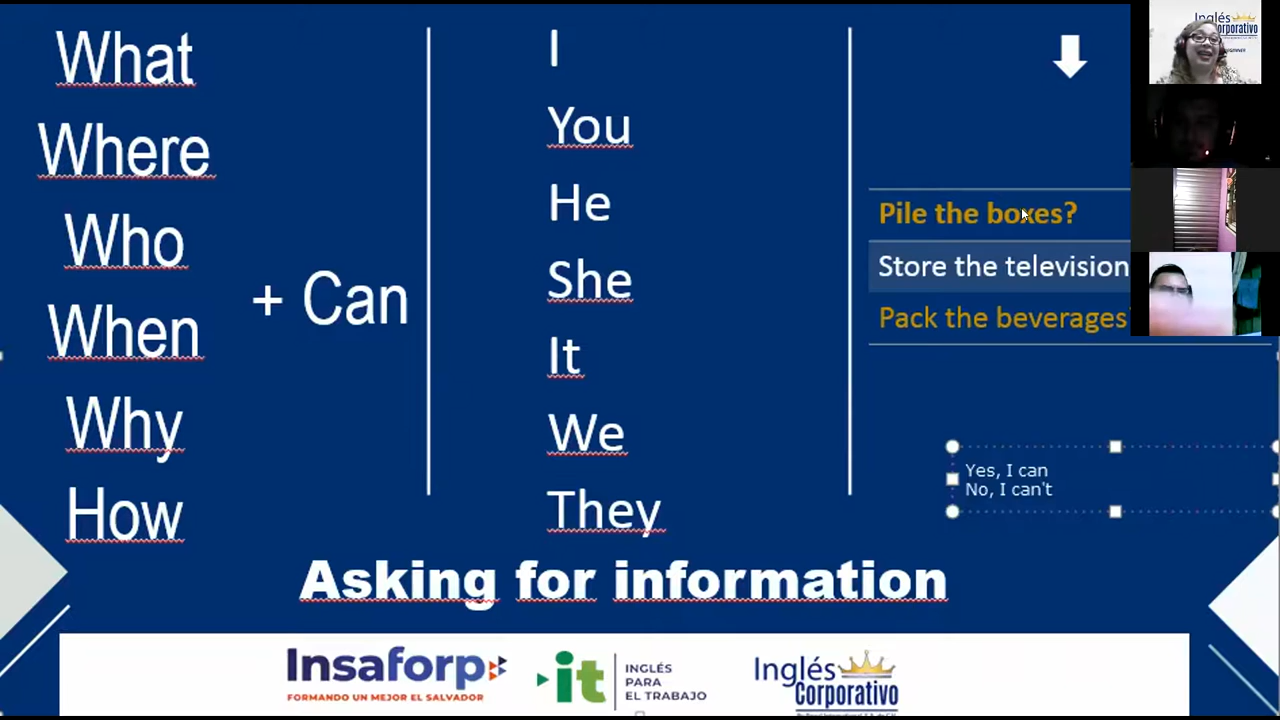 What
Where
Who
When
Why
How
+ Can
I
You
He
She
It
We
They
Pile the boxes?
Store the television
Pack the beverages
Yes, I can
No, I can't
Asking for information
Insaforp
FORMANDO UN MEJOR EL SALVADOR
it
INGLÉS
PARA
EL TRABAJO
Inglés
Corporativo
Inglés
orporativo